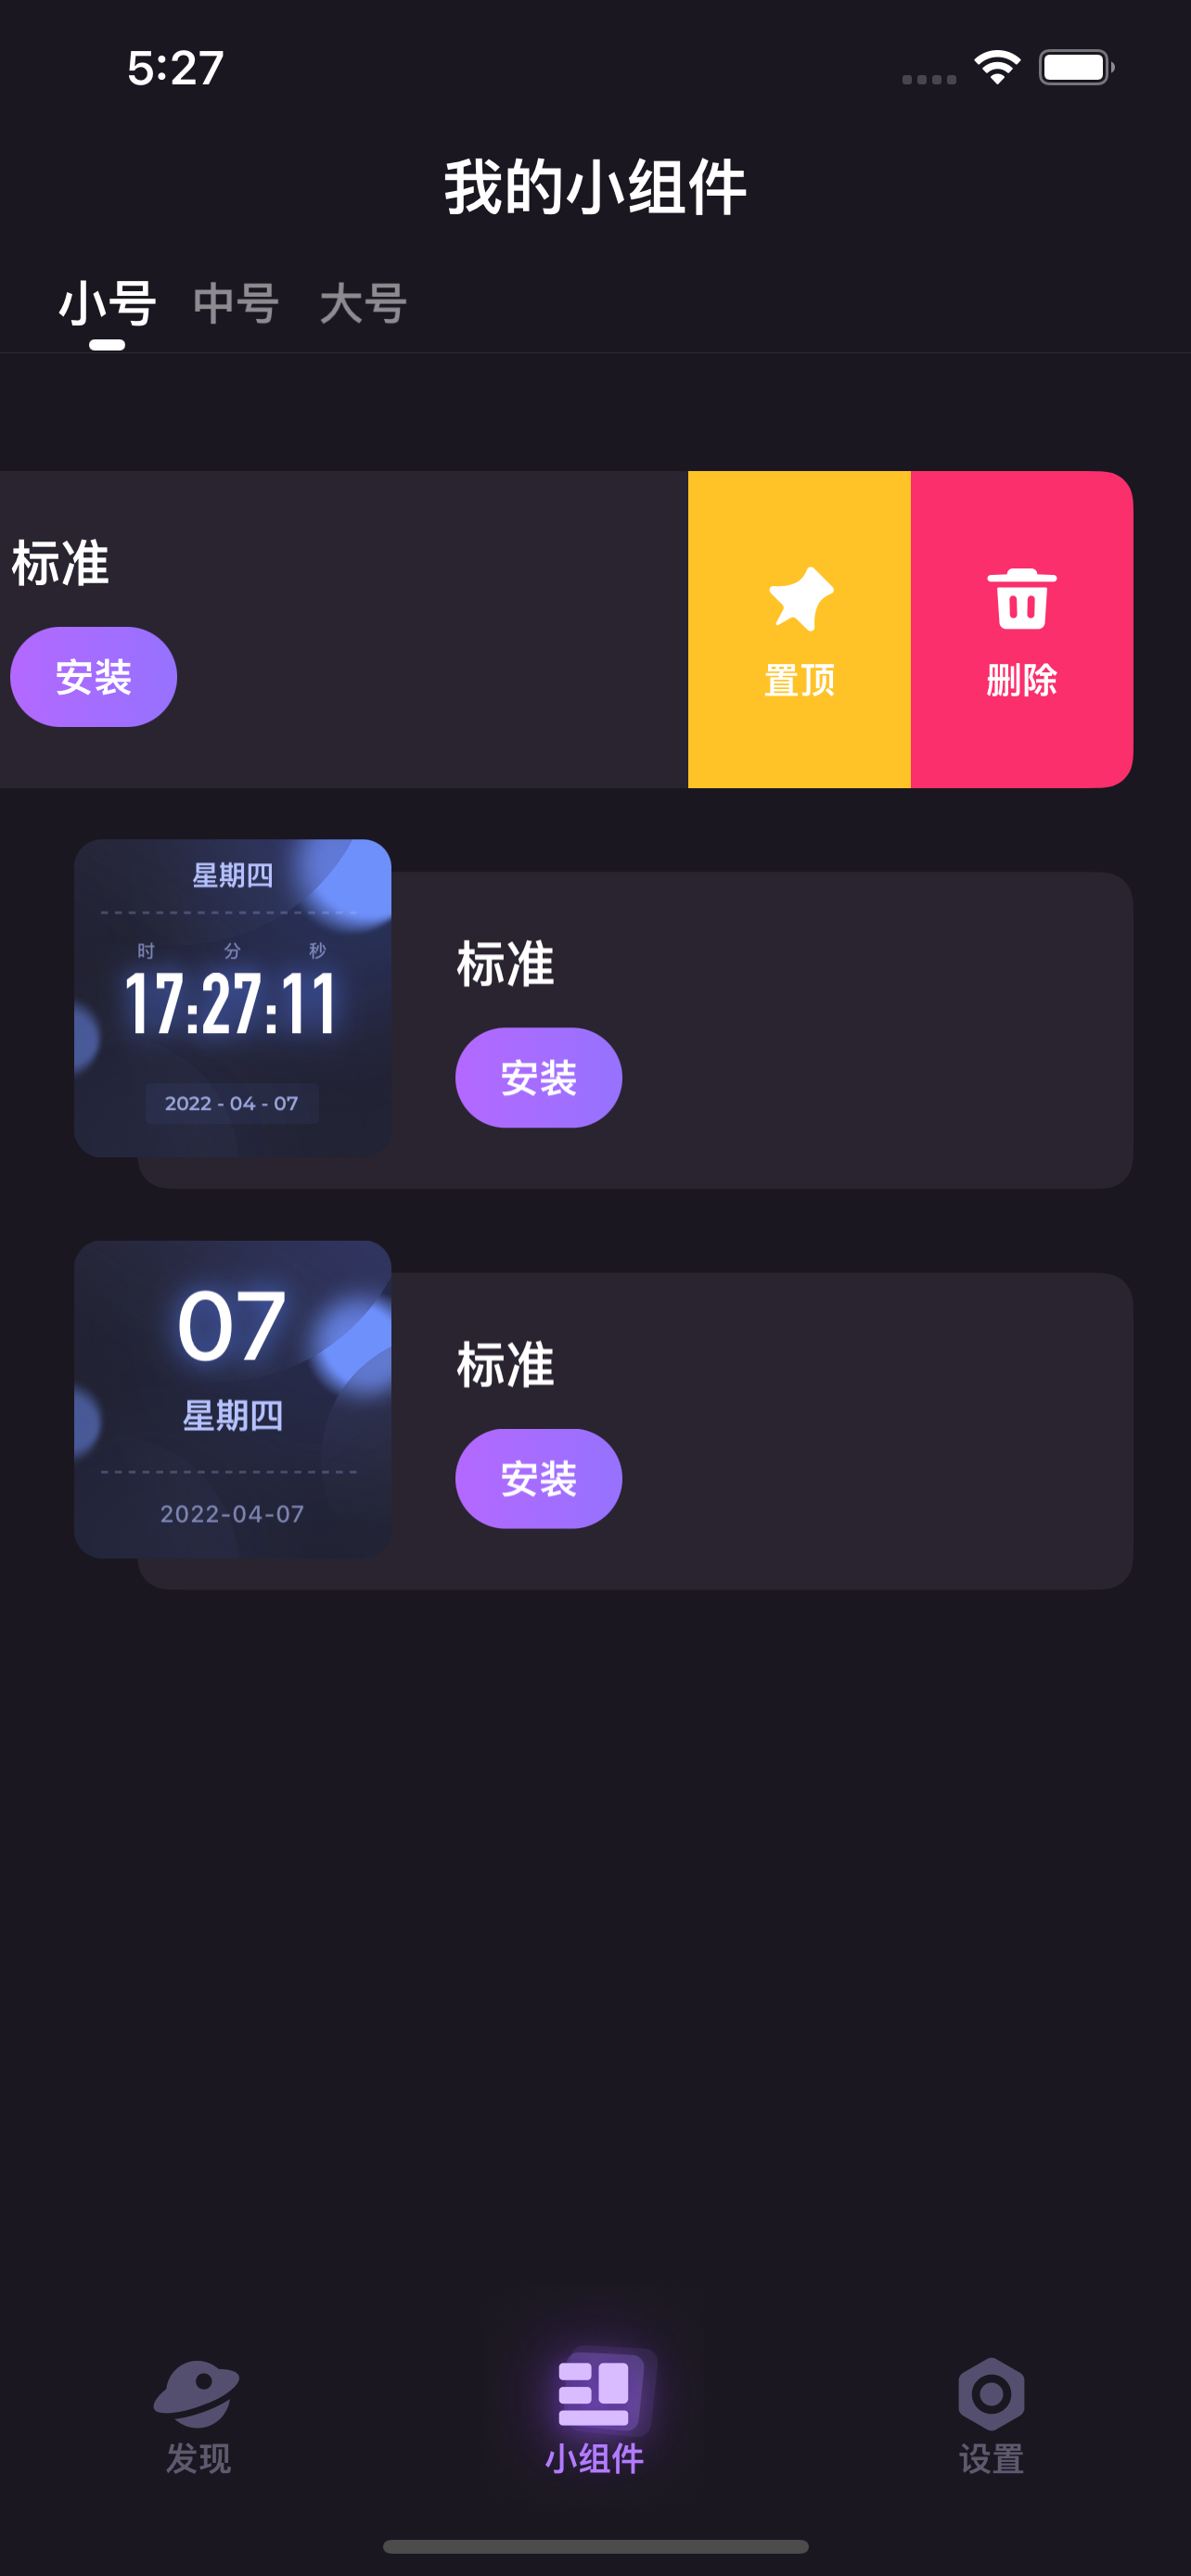 5:27
我的小组件
小号 中号 大号
标准
安装
置顶 删除
星期四
时 分 秒
17:27:11
2022 - 04 - 07
标准
安装
07
星期四
2022-04-07
标准
安装
发现 小组件 设置